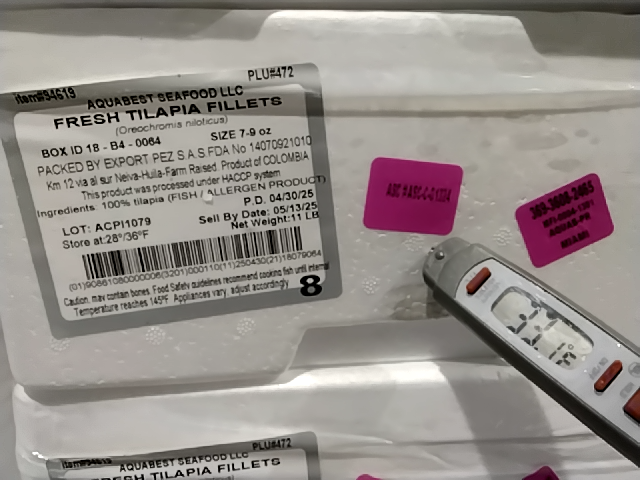 item#94619
PLU#472
AQUABEST SEAFOOD LLC
FRESH TILAPIA FILLETS
(Oreochromis niloticus)
BOX ID 18 - B4 - 0064 SIZE 7-9 oz
PACKED BY EXPORT PEZ S.A.S.FDA No 14070921010
Km 12 via al sur Neiva-Huila-Farm Raised. Product of COLOMBIA
This product was processed under HACCP system
Ingredients 100% tilapia (FISH / ALLERGEN PRODUCT)
P.D. 04/30/25
LOT: ACPI1079 Sell By Date: 05/13/25
Store at:28°/36°F Net Weight:11 LB
Caution, may contain bones. Food Safety guidelines recommend cooking fish until internal
Temperature reaches 145ºF. Appliances vary, adjust accordingly
8
MIAMI
PLU#472
AQUABEST SEAFOOD LLC
FRESH TILAPIA FILLETS